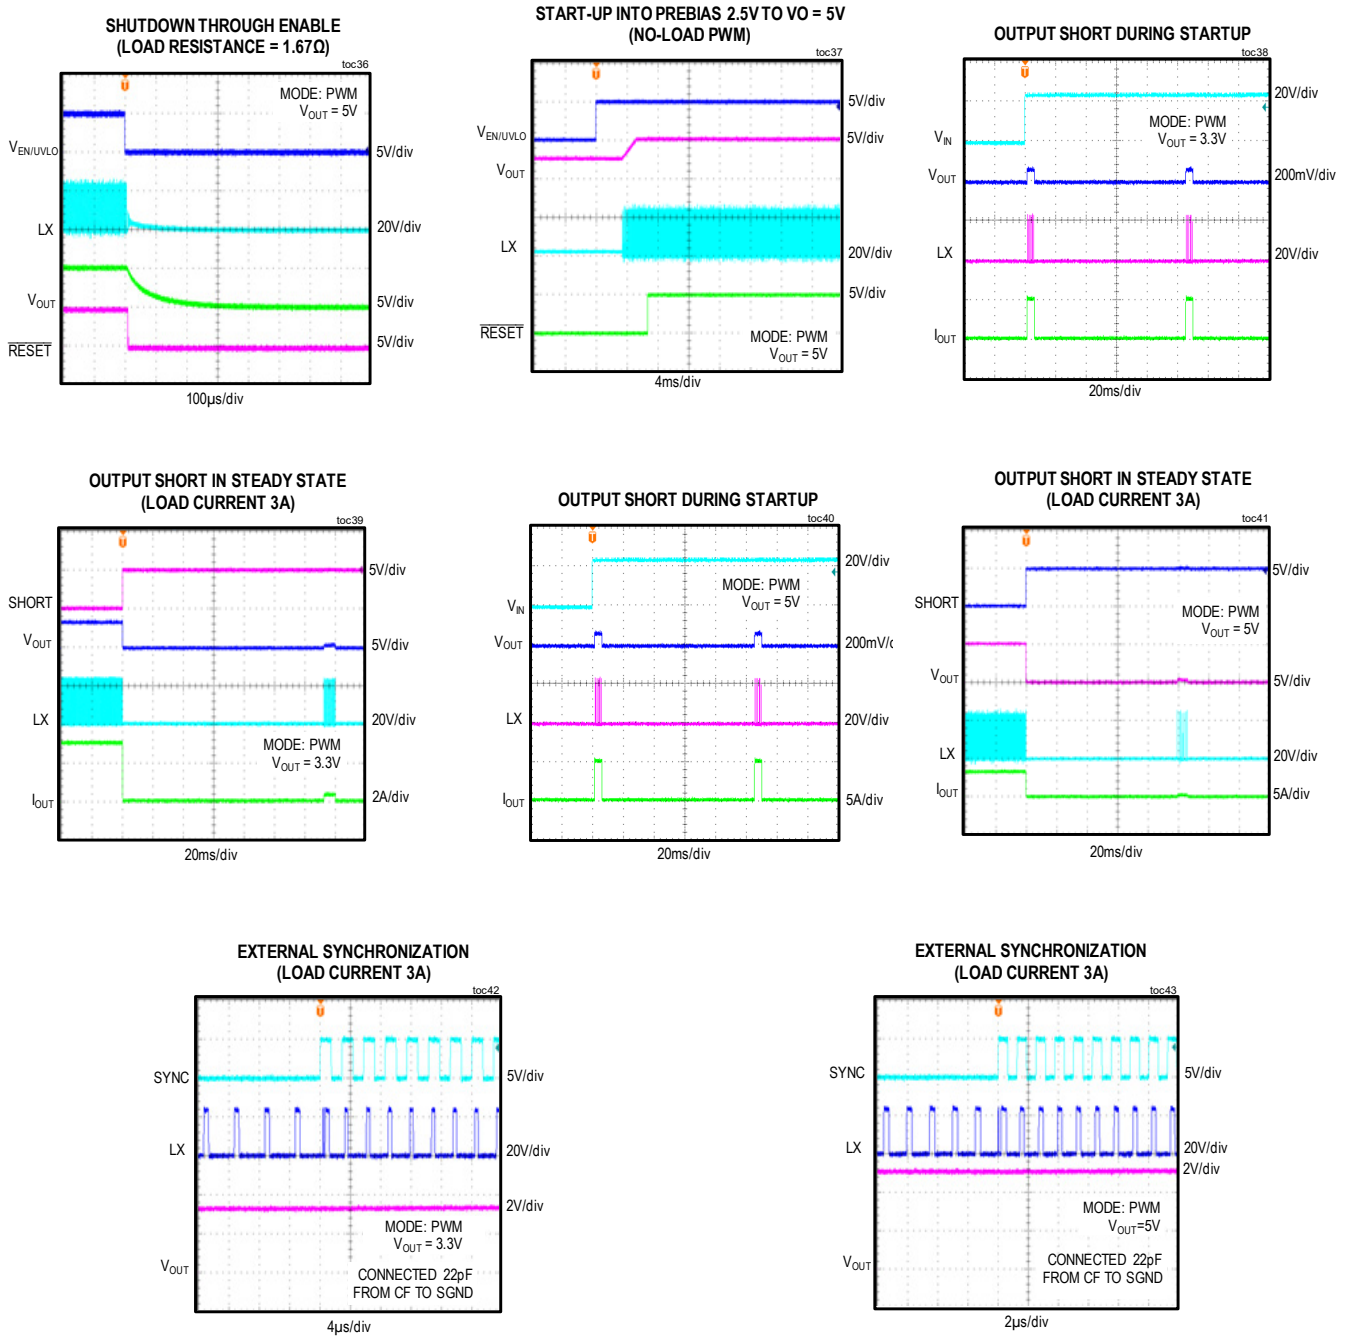 SHUTDOWN THROUGH ENABLE
(LOAD RESISTANCE = 1.67Ω)
toc36
MODE: PWM
VOUT = 5V
VEN/UVLO
5V/div
LX
20V/div
VOUT
5V/div
RESET
5V/div
100µs/div
START-UP INTO PREBIAS 2.5V TO VO = 5V
(NO-LOAD PWM)
toc37
5V/div
VEN/UVLO
5V/div
VOUT
LX
20V/div
5V/div
RESET
MODE: PWM
VOUT = 5V
4ms/div
OUTPUT SHORT DURING STARTUP
toc38
20V/div
MODE: PWM
VOUT = 3.3V
VIN
VOUT
200mV/div
LX
20V/div
IOUT
20ms/div
OUTPUT SHORT IN STEADY STATE
(LOAD CURRENT 3A)
toc39
5V/div
SHORT
VOUT
5V/div
LX
20V/div
MODE: PWM
VOUT = 3.3V
IOUT
2A/div
20ms/div
OUTPUT SHORT DURING STARTUP
toc40
20V/div
MODE: PWM
VOUT = 5V
VIN
VOUT
200mV/
LX
20V/div
IOUT
5A/div
20ms/div
OUTPUT SHORT IN STEADY STATE
(LOAD CURRENT 3A)
toc41
5V/div
SHORT
MODE: PWM
VOUT = 5V
VOUT
5V/div
LX
20V/div
IOUT
5A/div
20ms/div
EXTERNAL SYNCHRONIZATION
(LOAD CURRENT 3A)
toc42
SYNC
5V/div
LX
20V/div
2V/div
MODE: PWM
VOUT = 3.3V
VOUT
CONNECTED 22pF
FROM CF TO SGND
4µs/div
EXTERNAL SYNCHRONIZATION
(LOAD CURRENT 3A)
toc43
SYNC
5V/div
LX
20V/div
2V/div
MODE: PWM
VOUT=5V
VOUT
CONNECTED 22pF
FROM CF TO SGND
2µs/div